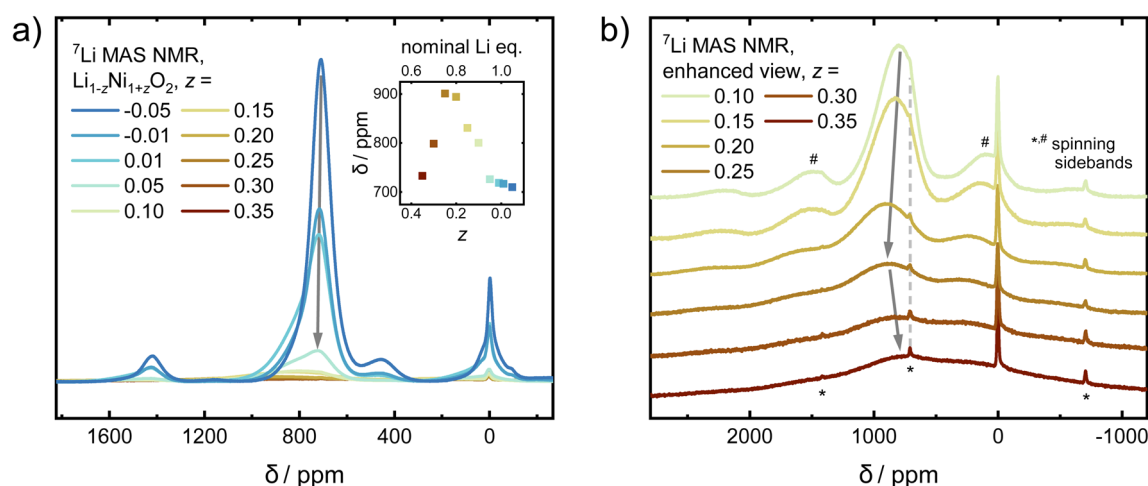 a)
⁷Li MAS NMR,
Li₁₋zNi₁₊zO₂, z =
-0.05 0.15
-0.01 0.20
0.01 0.25
0.05 0.30
0.10 0.35
nominal Li eq.
0.6 0.8 1.0
900
800
700
δ / ppm
0.4 0.2 0.0
z
1600 1200 800 400 0
δ / ppm
b)
⁷Li MAS NMR,
enhanced view, z =
0.10 0.30
0.15 0.35
0.20
0.25
# #
*,# spinning
sidebands
* * *
2000 1000 0 -1000
δ / ppm